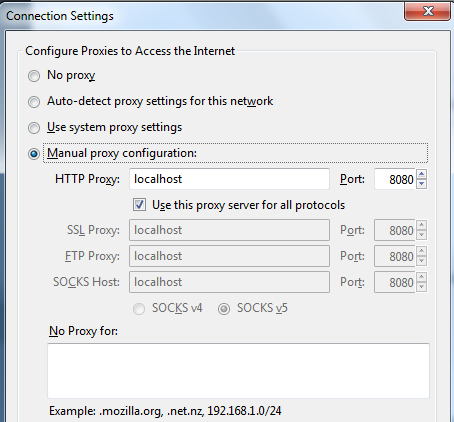 Connection Settings
Configure Proxies to Access the Internet
No proxy
Auto-detect proxy settings for this network
Use system proxy settings
Manual proxy configuration:
HTTP Proxy: localhost Port: 8080
Use this proxy server for all protocols
SSL Proxy: localhost Port: 8080
FTP Proxy: localhost Port: 8080
SOCKS Host: localhost Port: 8080
SOCKS v4 SOCKS v5
No Proxy for:
Example: .mozilla.org, .net.nz, 192.168.1.0/24